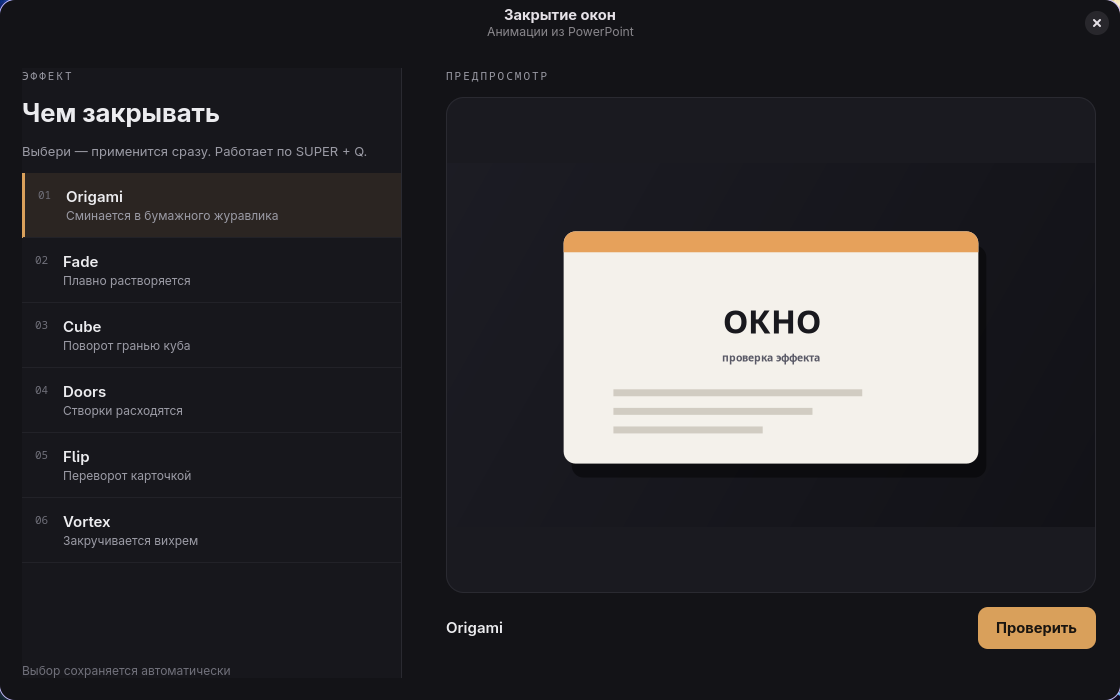 Закрытие окон
Анимации из PowerPoint
ЭФФЕКТ
Чем закрывать
Выбери — применится сразу. Работает по SUPER + Q.
01
Origami
Сминается в бумажного журавлика
02
Fade
Плавно растворяется
03
Cube
Поворот гранью куба
04
Doors
Створки расходятся
05
Flip
Переворот карточкой
06
Vortex
Закручивается вихрем
Выбор сохраняется автоматически
ПРЕДПРОСМОТР
ОКНО
проверка эффекта
Origami
Проверить